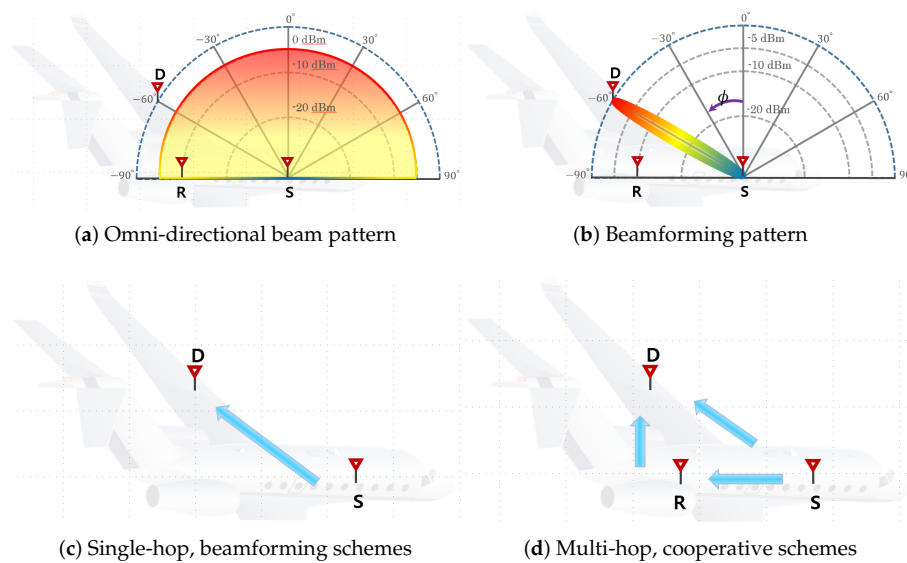 0°
0°
−30°
0 dBm
30°
−30°
-5 dBm
30°
-10 dBm
-10 dBm
D
D
−60°
60°
−60°
ϕ
60°
-20 dBm
-20 dBm
−90°
R
S
90°
−90°
R
S
90
(a) Omni-directional beam pattern
(b) Beamforming pattern
D
S
D
R
S
(c) Single-hop, beamforming schemes
(d) Multi-hop, cooperative schemes